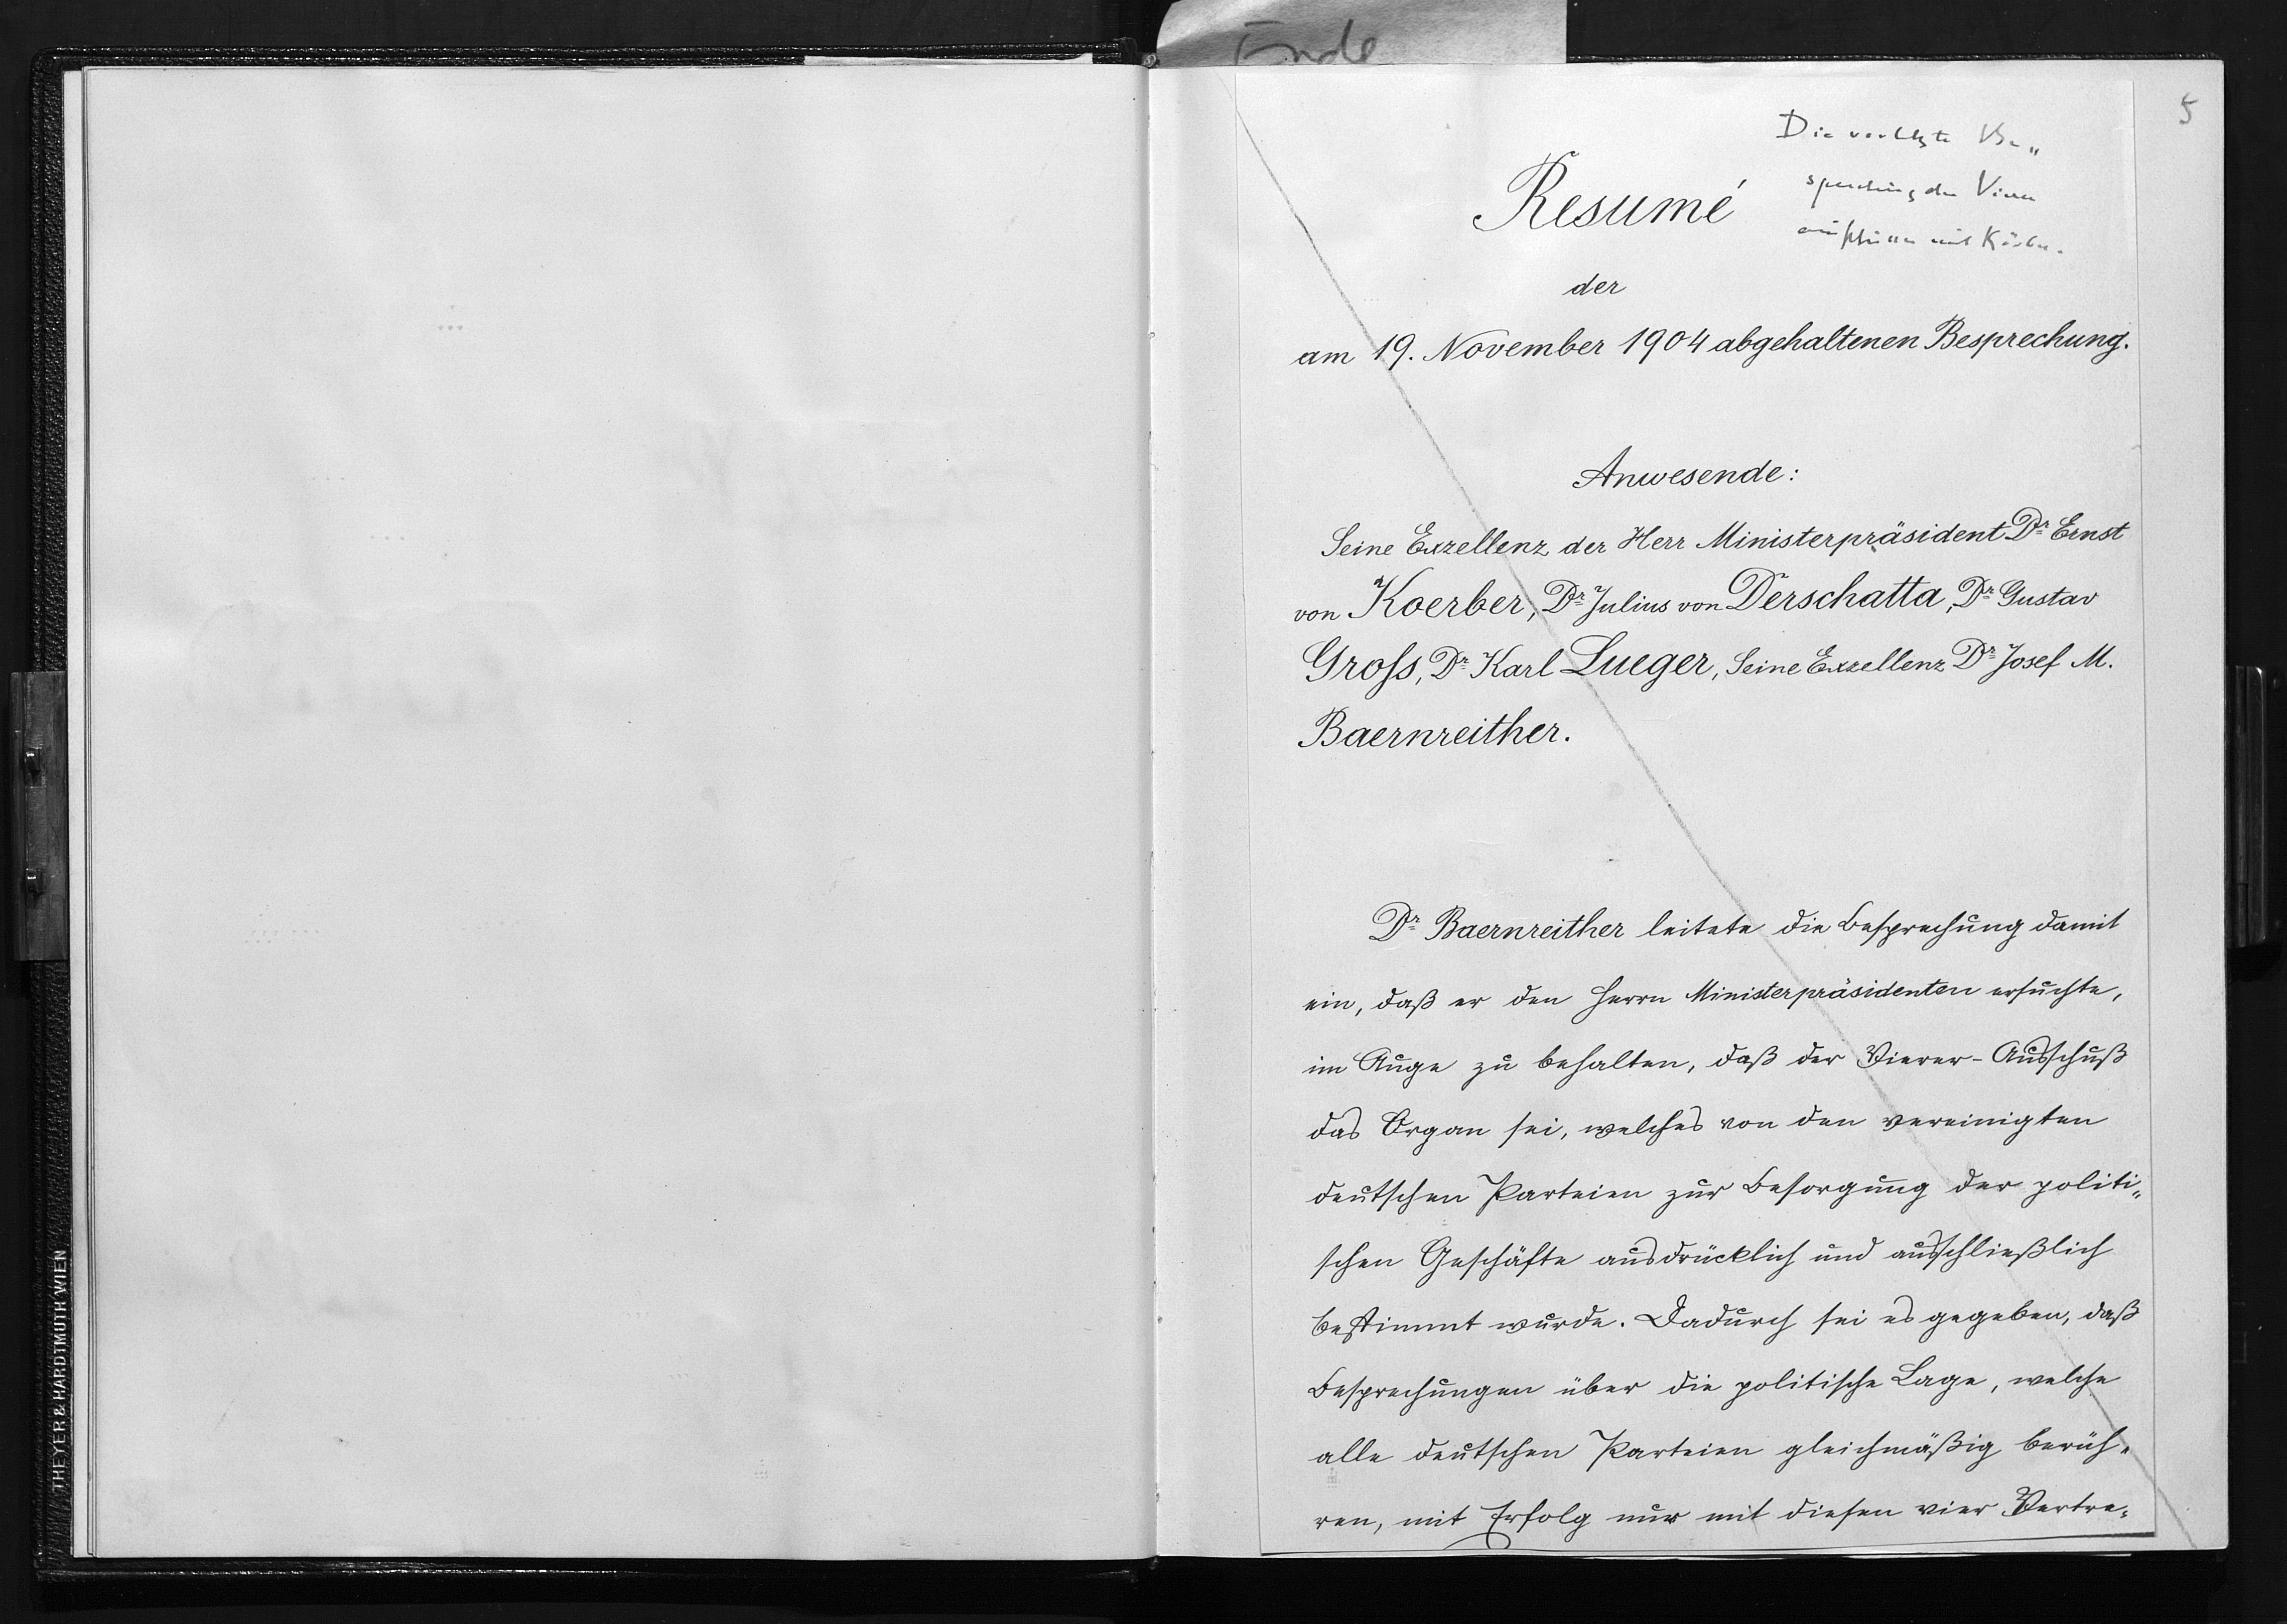 Ende
5
Die vorletzte Be„
sprechung der Vierer
mit Körber.
Resumé
der
am 19. November 1904 abgehaltenen Besprechung.
Anwesende:
Seine Exzellenz der Herr Ministerpräsident Dr. Ernst
von Koerber, Dr. Julius von Derschatta, Dr. Gustav
Groſs, Dr. Karl Lueger, Seine Exzellenz Dr. Josef M.
Baernreither.
Dr. Baernreither leitete die Besprechung damit
ein, daß er den Herrn Ministerpräsidenten ersuchte,
im Auge zu behalten, daß der Vierer-Ausschuß
das Organ sei, welches von den vereinigten
deutschen Parteien zur Besorgung der politi„
schen Geschäfte ausdrücklich und ausschließlich
bestimmt wurde. Dadurch sei es gegeben, daß
Besprechungen über die politische Lage, welche
alle deutschen Parteien gleichmäßig berüh„
ren, mit Erfolg nur mit diesen vier Vertre„
THEYER & HARDTMUTH WIEN